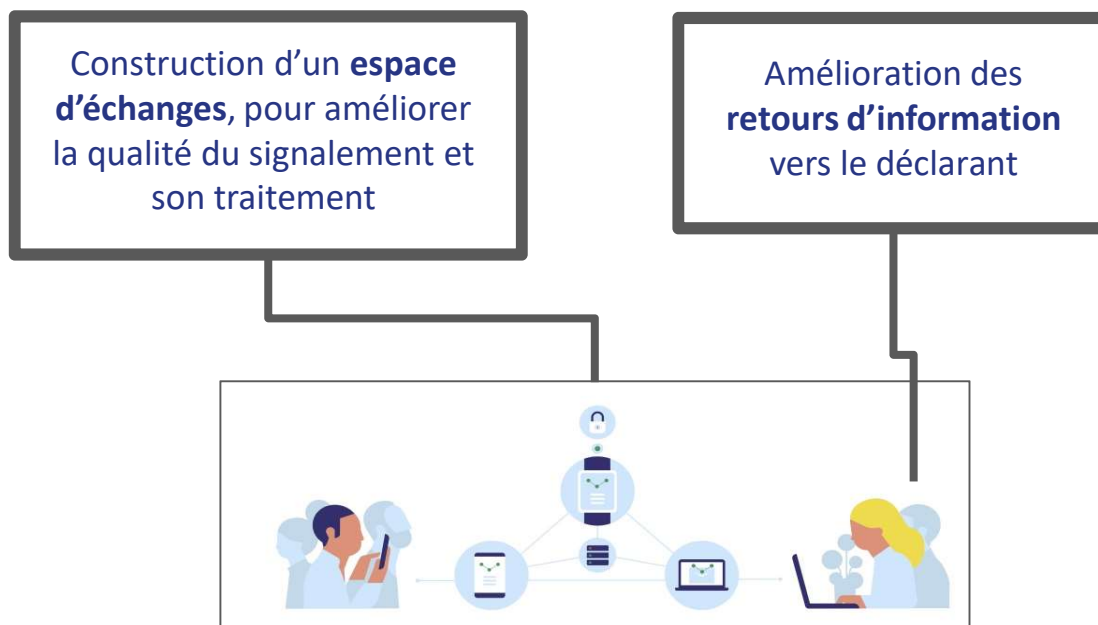 Construction d’un espace
d’échanges, pour améliorer
la qualité du signalement et
son traitement
Amélioration des
retours d’information
vers le déclarant